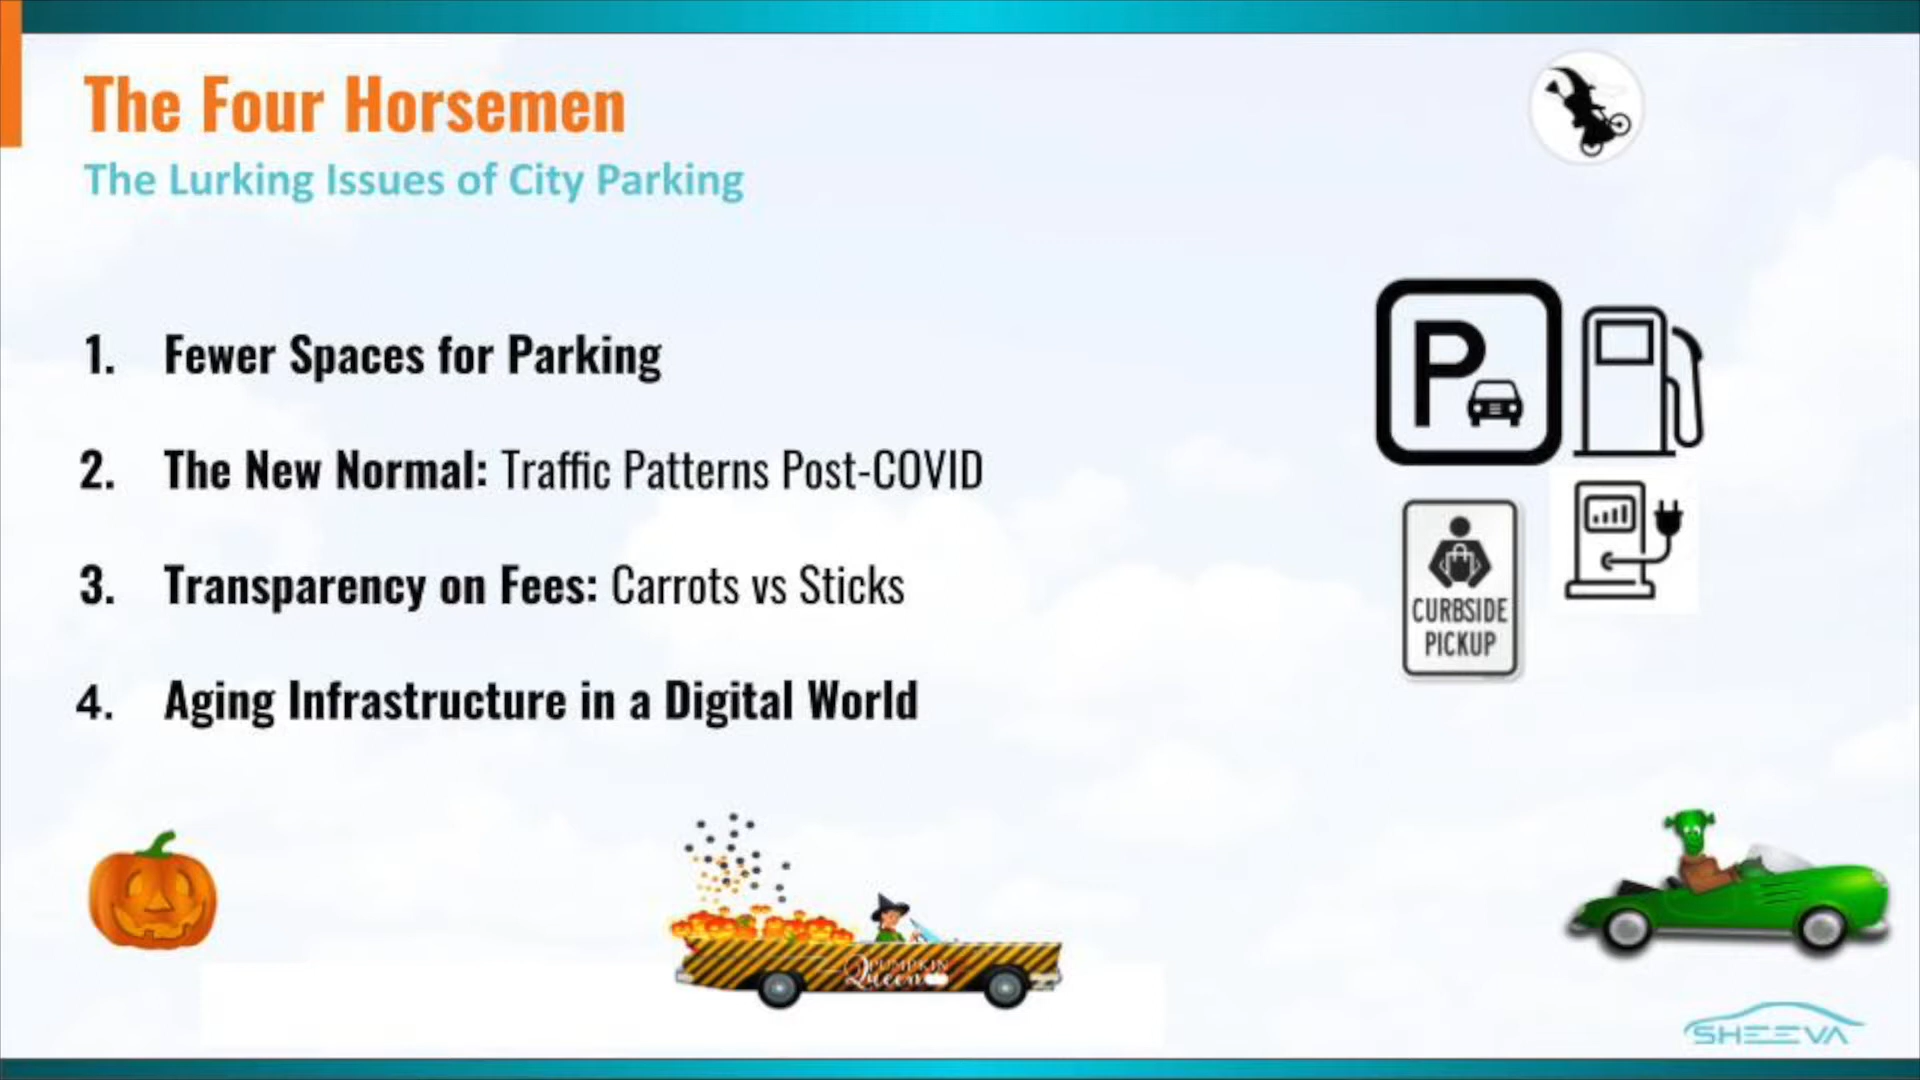 The Four Horsemen
The Lurking Issues of City Parking
1. Fewer Spaces for Parking
2. The New Normal: Traffic Patterns Post-COVID
3. Transparency on Fees: Carrots vs Sticks
4. Aging Infrastructure in a Digital World
P
CURBSIDE
PICKUP
PUMPKIN
Queen
SHEEVA